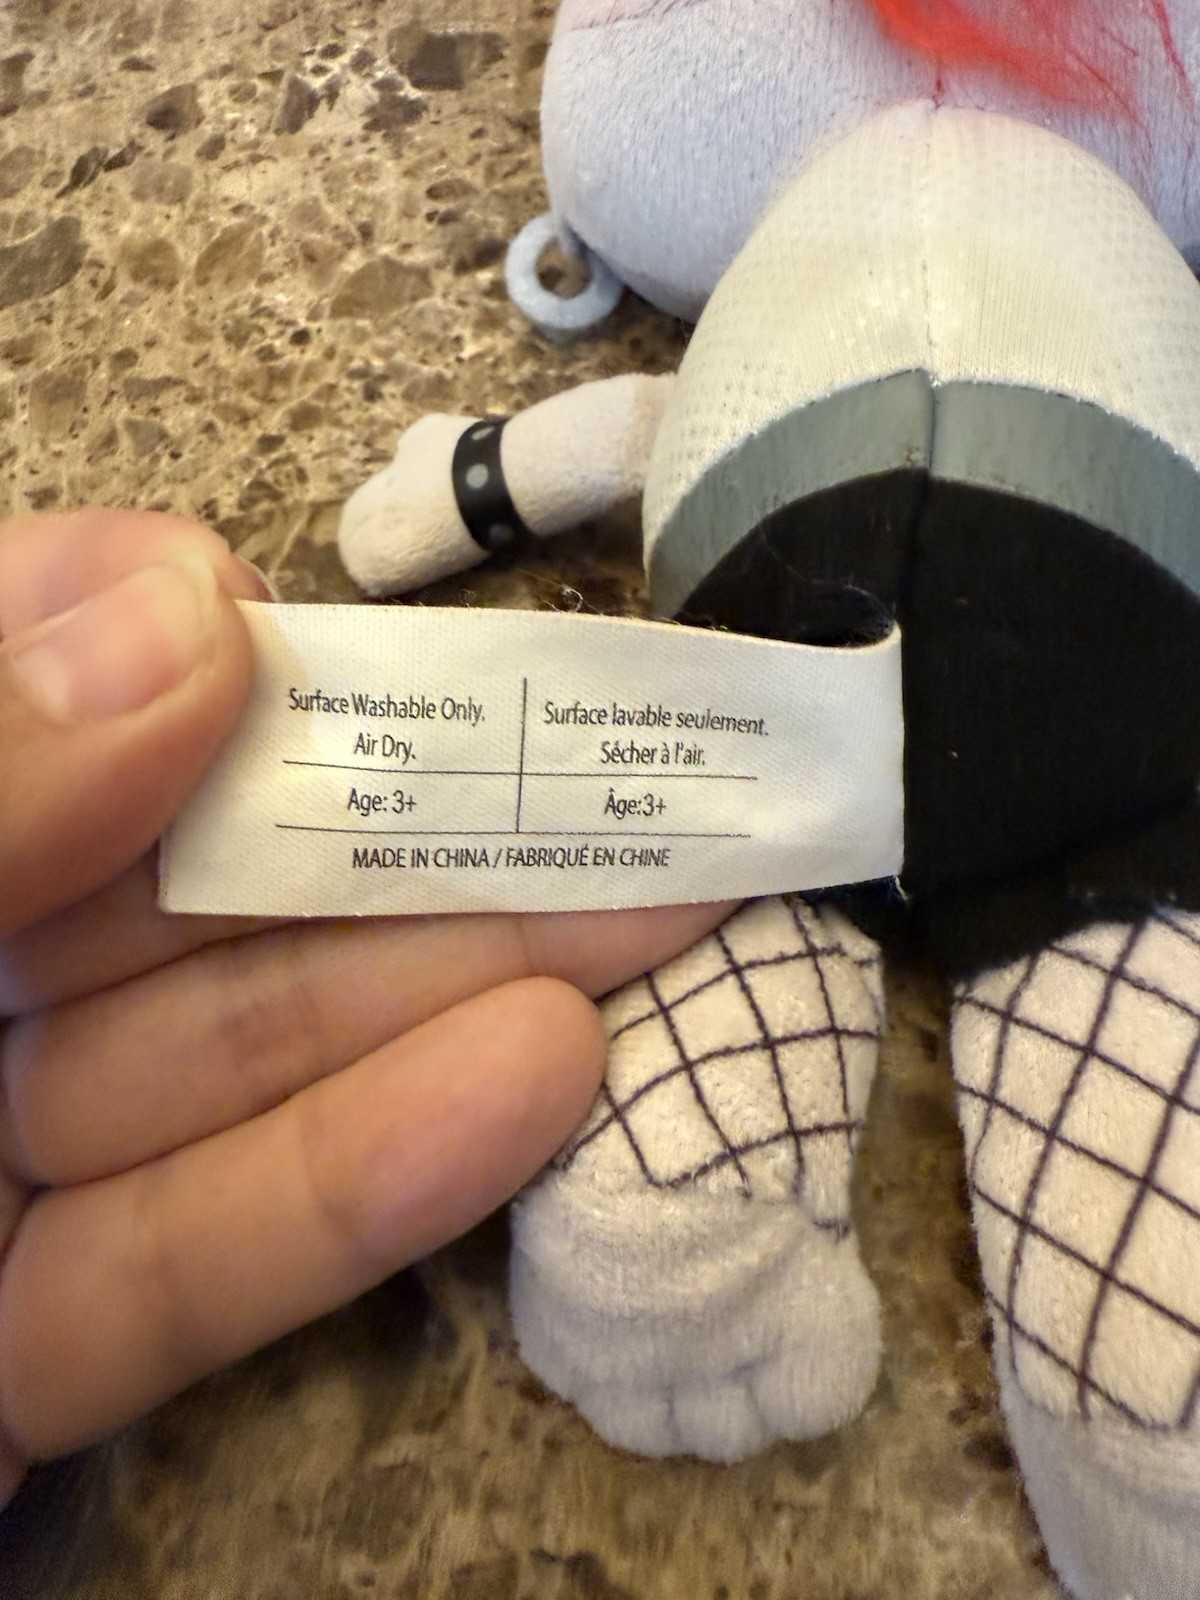 Surface Washable Only.
Air Dry.
Surface lavable seulement.
Sécher à l'air.
Age: 3+
Âge:3+
MADE IN CHINA / FABRIQUÉ EN CHINE